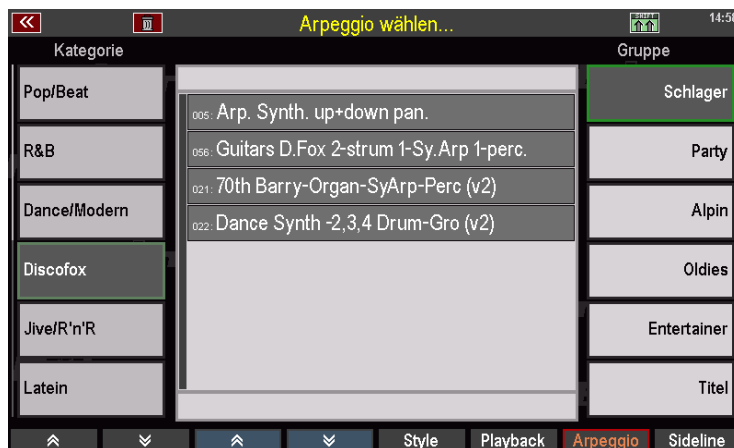 Arpeggio wählen...
SHIFT
14:58
Kategorie
Gruppe
Pop/Beat
R&B
Dance/Modern
Discofox
Jive/R'n'R
Latein
005: Arp. Synth. up+down pan.
056: Guitars D.Fox 2-strum 1-Sy.Arp 1-perc.
021: 70th Barry-Organ-SyArp-Perc (v2)
022: Dance Synth -2,3,4 Drum-Gro (v2)
Schlager
Party
Alpin
Oldies
Entertainer
Titel
Style
Playback
Arpeggio
Sideline